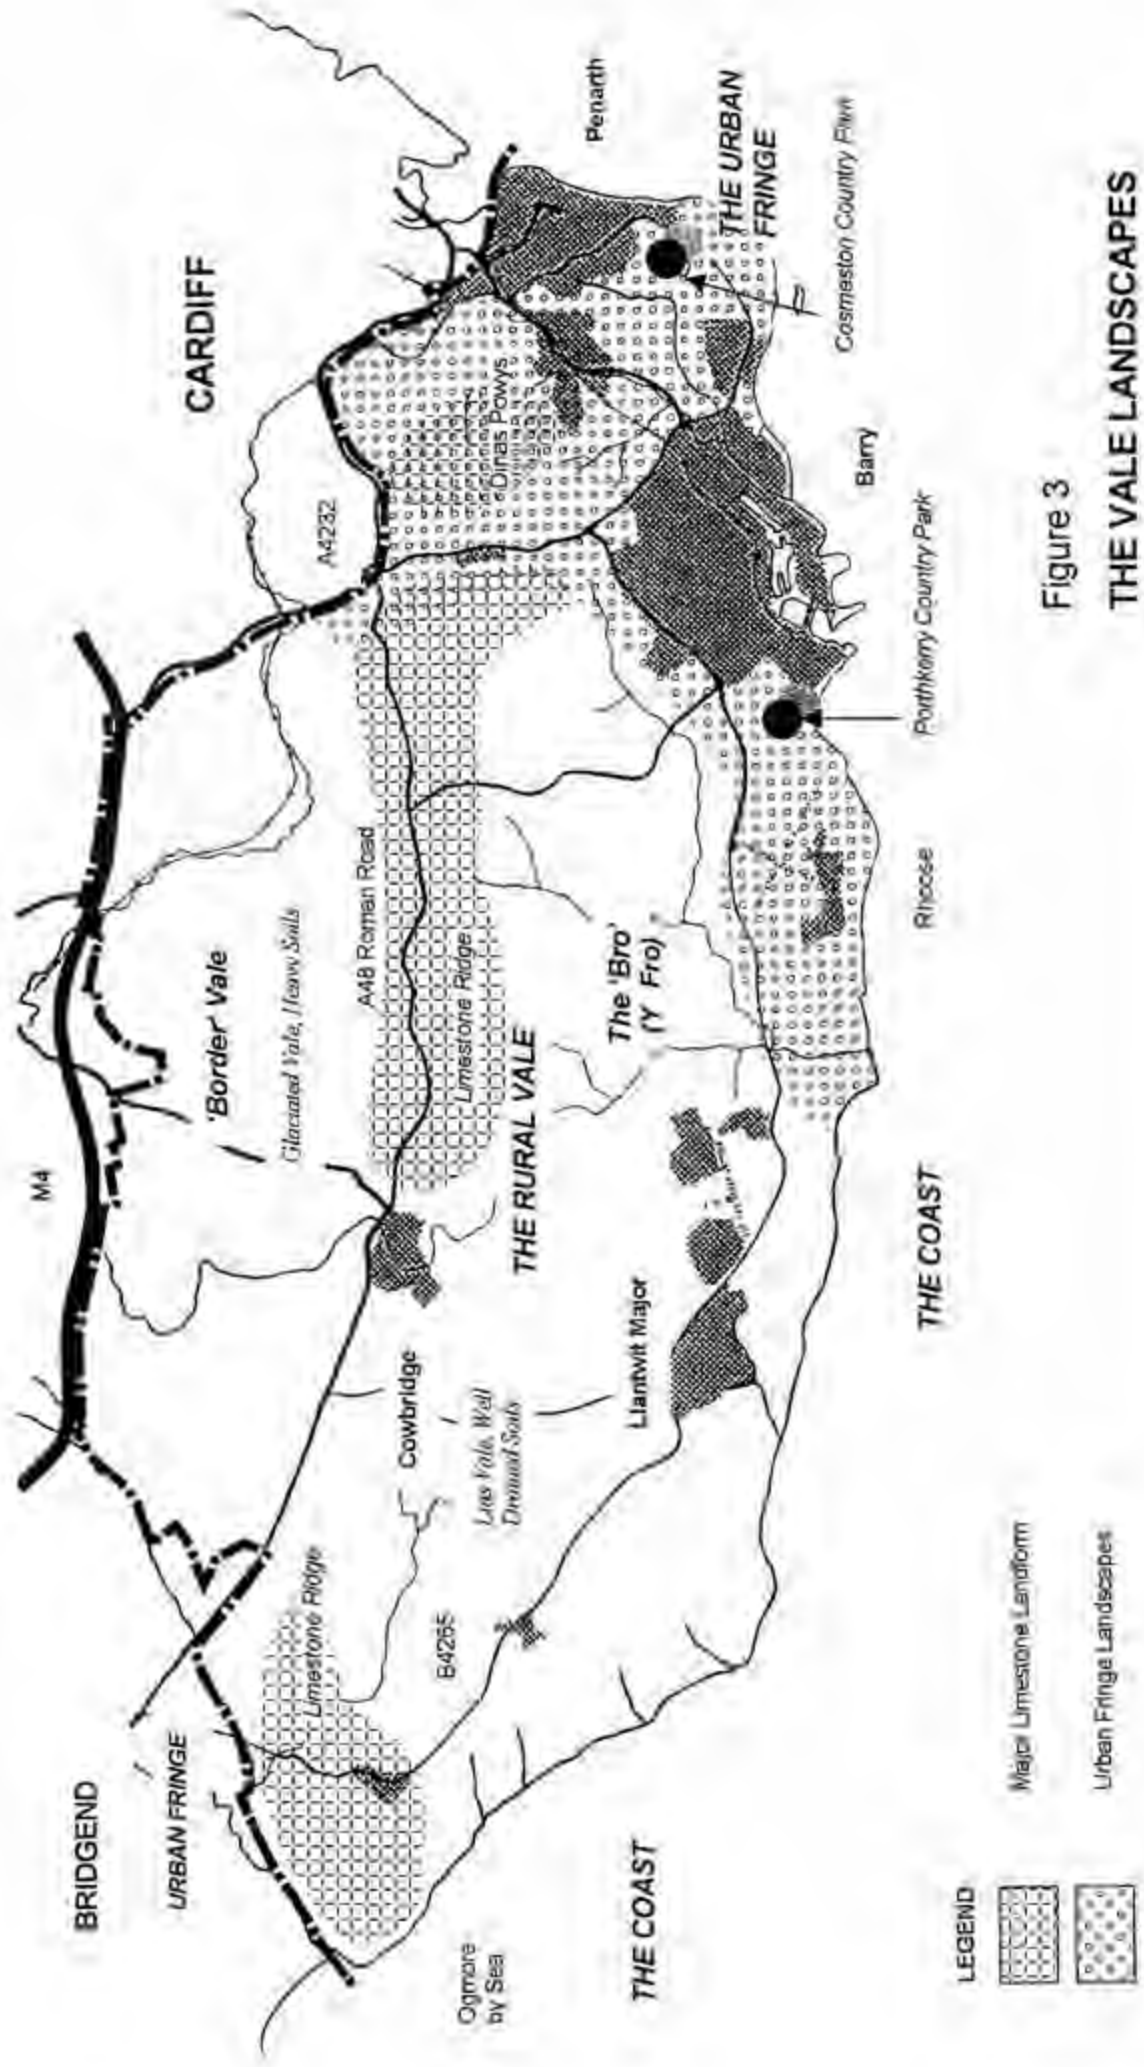 BRIDGEND
URBAN FRINGE
Ogmore
by Sea
THE COAST
Limestone Ridge
B4265
Cowbridge
Lias Vale, Well
Drained Soils
Llantwit Major
M4
'Border' Vale
Glaciated Vale, Heavy Soils
A48 Roman Road
Limestone Ridge
THE RURAL VALE
The 'Bro'
(Y Fro)
THE COAST
Rhoose
A4232
CARDIFF
Dinas Powys
Penarth
THE URBAN
FRINGE
Cosmeston Country Park
Barry
Porthkerry Country Park
LEGEND
Major Limestone Landform
Urban Fringe Landscapes
Figure 3
THE VALE LANDSCAPES